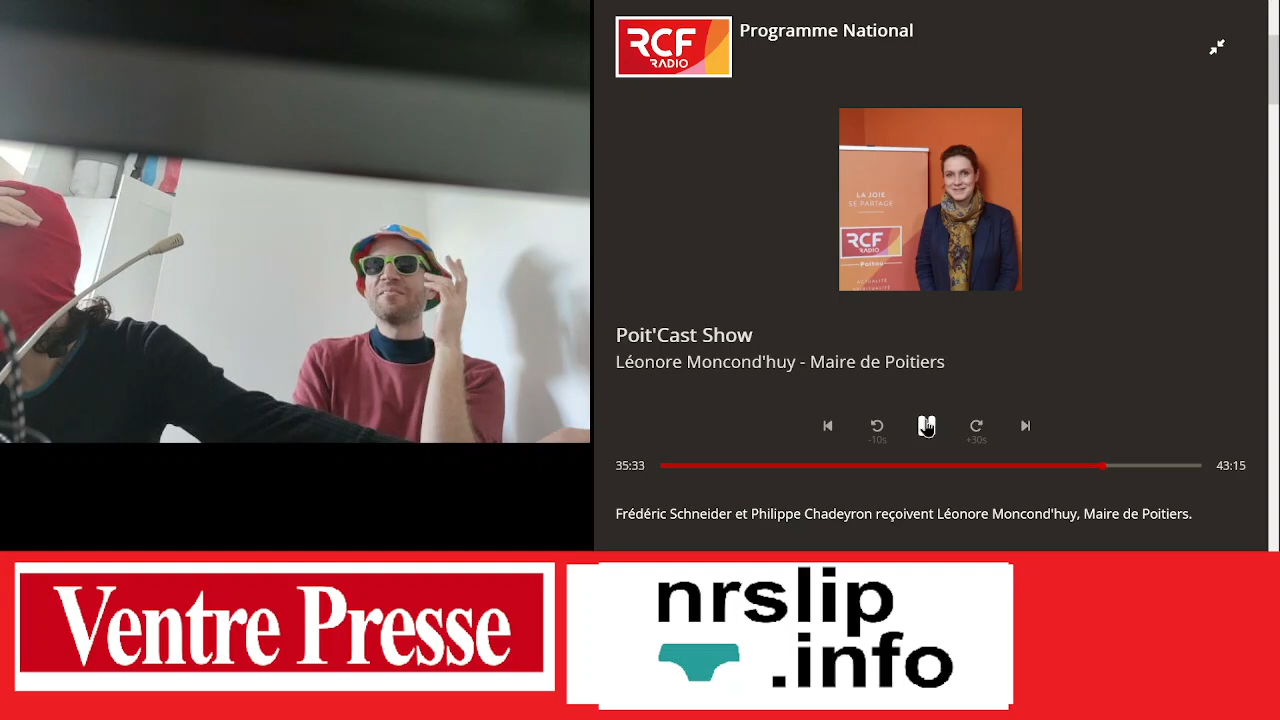 RCF
RADIO
Programme National
LA JOIE
SE PARTAGE
RCF
RADIO
Poitou
Poit'Cast Show
Léonore Moncond'huy - Maire de Poitiers
-10s
+30s
35:33
43:15
Frédéric Schneider et Philippe Chadeyron reçoivent Léonore Moncond'huy, Maire de Poitiers.
Ventre Presse
nrslip
.info